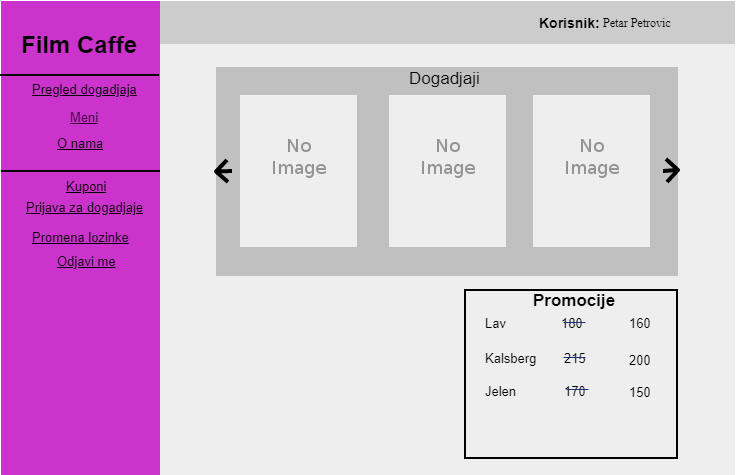 Film Caffe
Pregled dogadjaja
Meni
O nama
Kuponi
Prijava za dogadjaje
Promena lozinke
Odjavi me
Korisnik: Petar Petrovic
Dogadjaji
No Image
No Image
No Image
Promocije
Lav 180 160
Kalsberg 215 200
Jelen 170 150